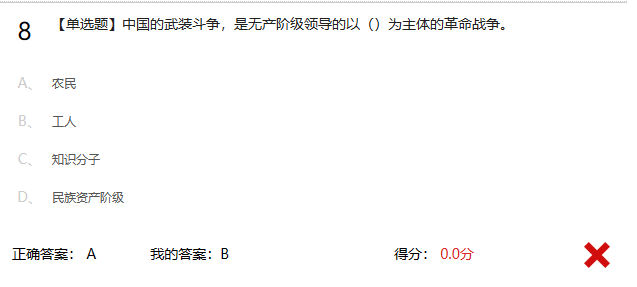 8 【单选题】中国的武装斗争，是无产阶级领导的以（）为主体的革命战争。
A、 农民
B、 工人
C、 知识分子
D、 民族资产阶级
正确答案： A 我的答案：B 得分： 0.0分